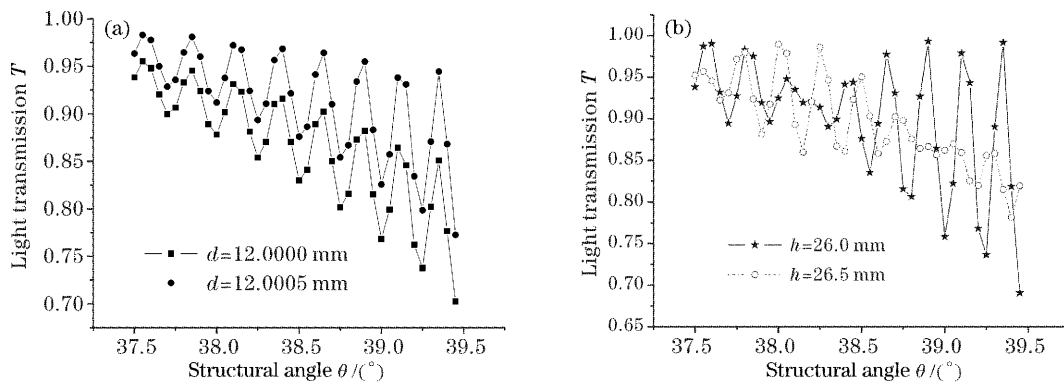 (a)
1.00
0.95
0.90
0.85
0.80
0.75
0.70
Light transmission T
d=12.0000 mm
d=12.0005 mm
37.5 38.0 38.5 39.0 39.5
Structural angle θ/(°)
(b)
1.00
0.95
0.90
0.85
0.80
0.75
0.70
0.65
Light transmission T
h=26.0 mm
h=26.5 mm
37.5 38.0 38.5 39.0 39.5
Structural angle θ/(°)